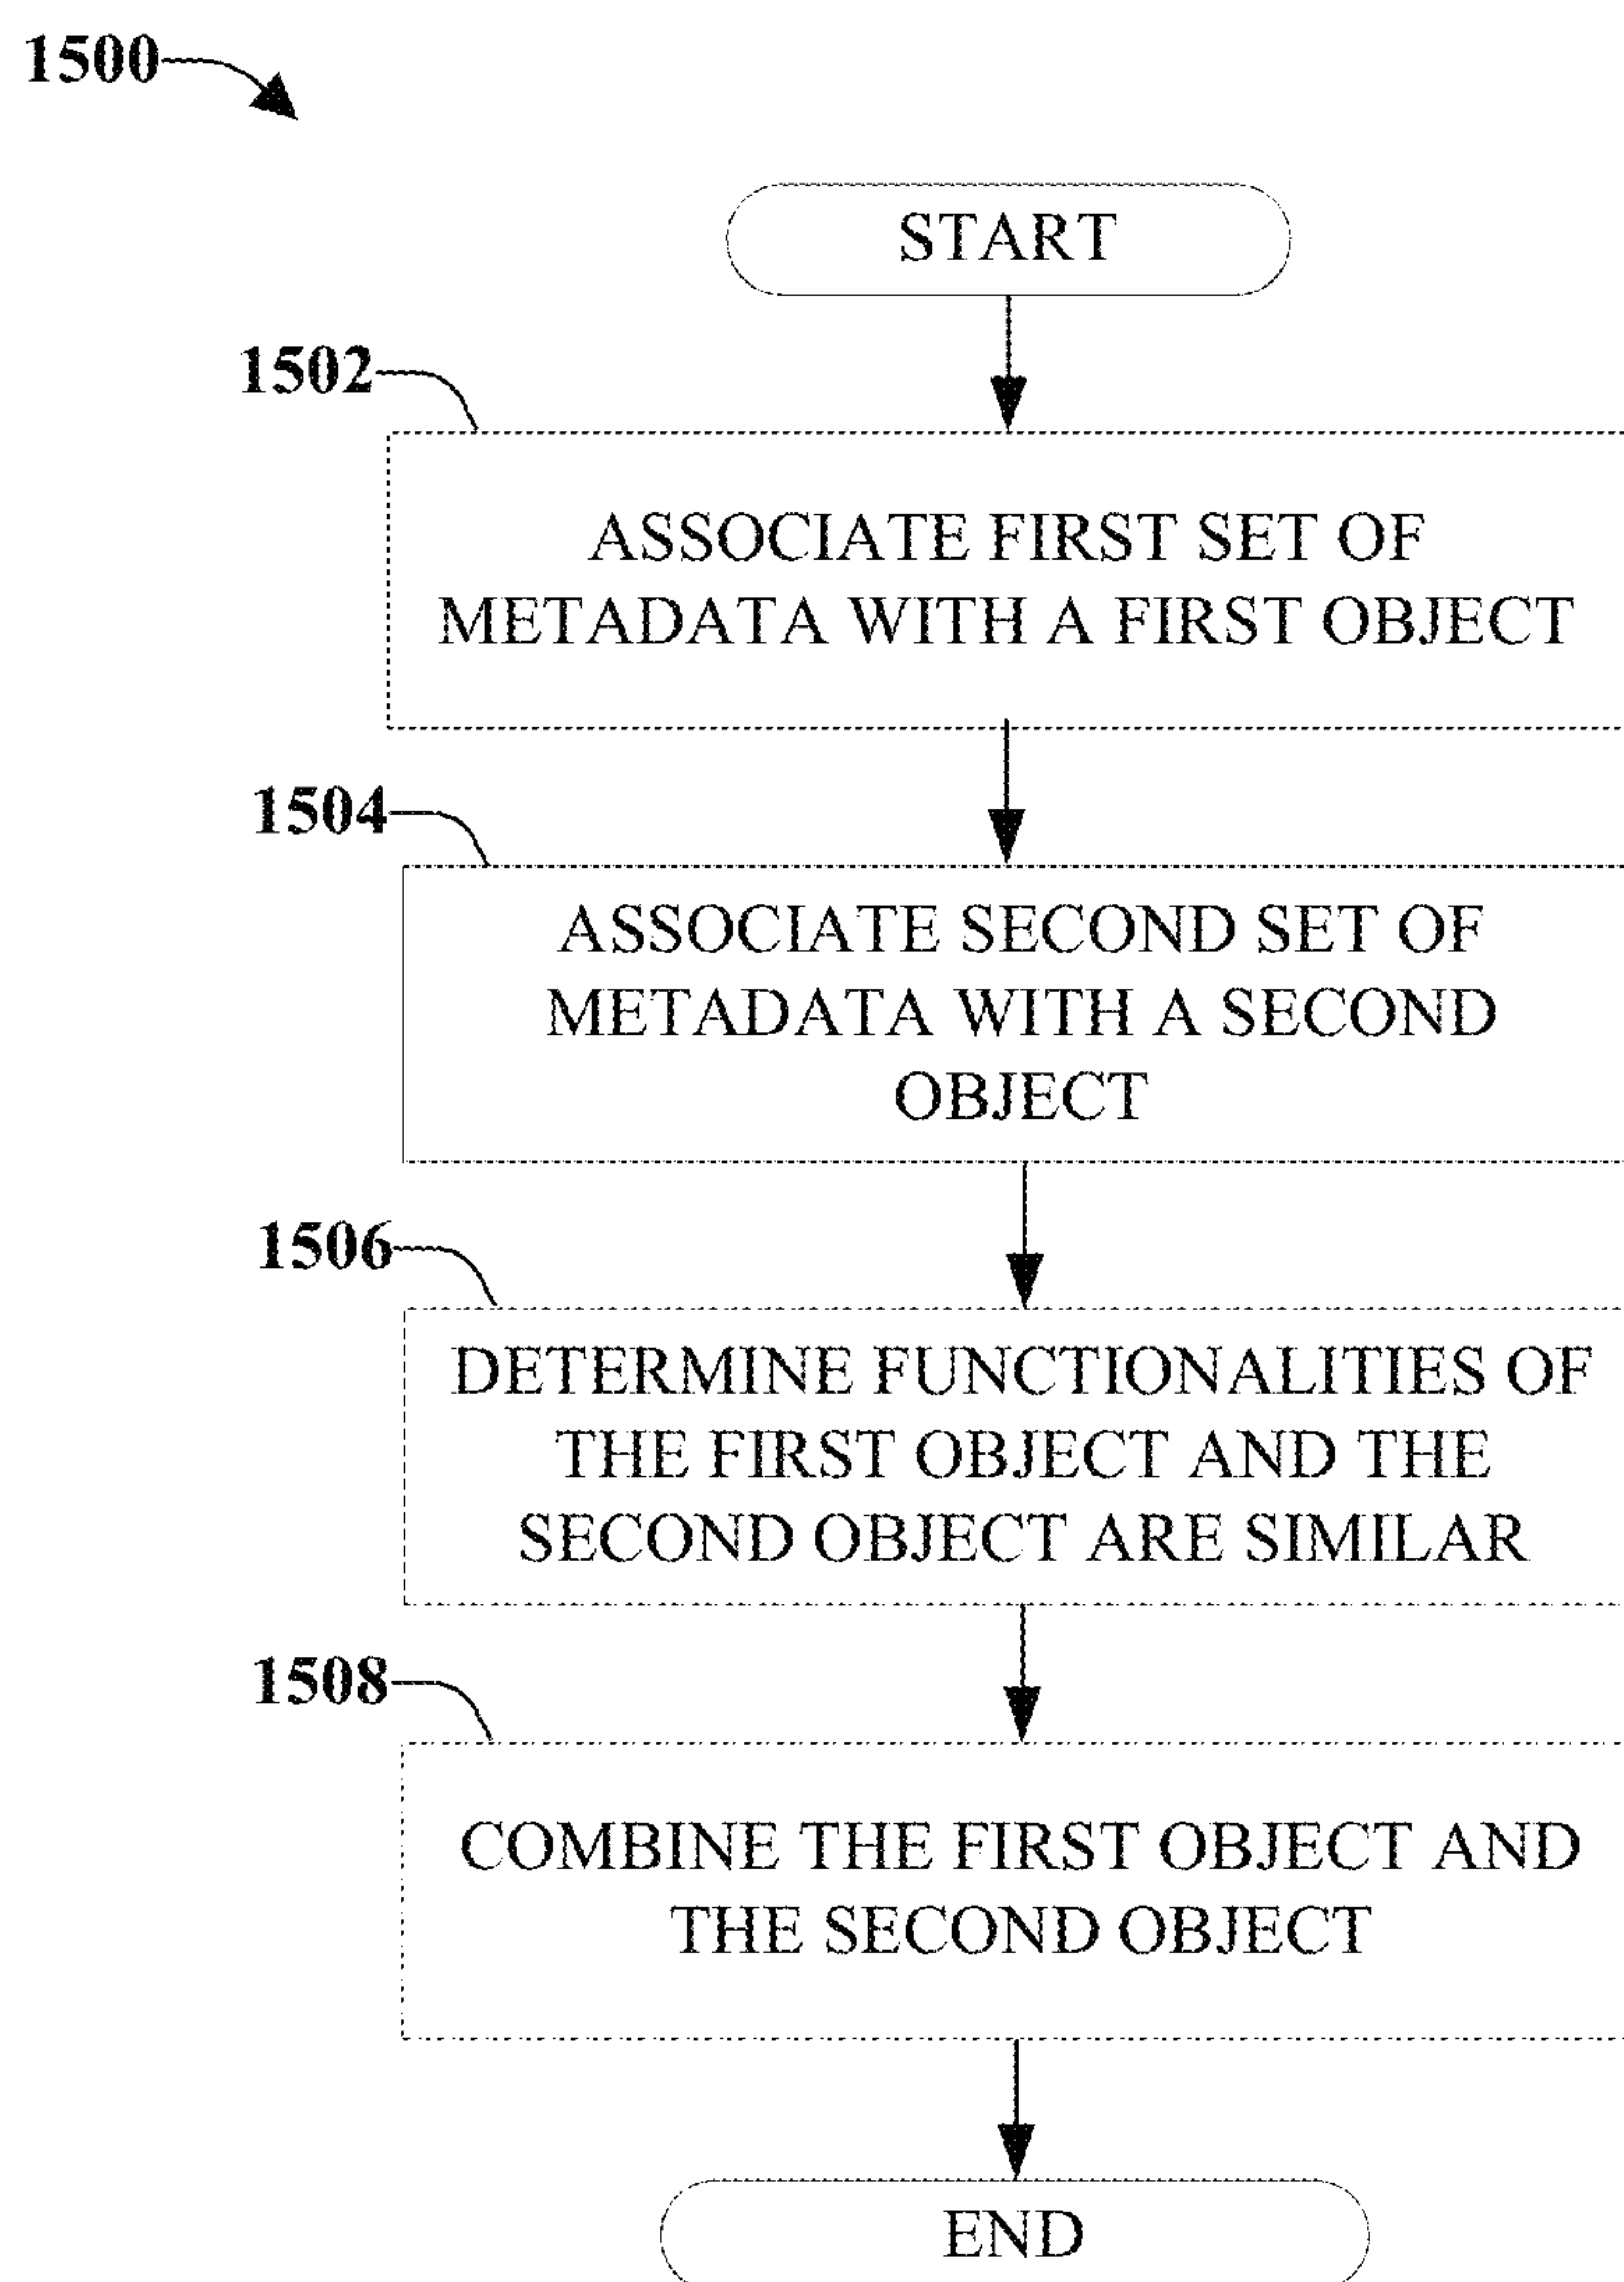 1500
START
1502
ASSOCIATE FIRST SET OF
METADATA WITH A FIRST OBJECT
1504
ASSOCIATE SECOND SET OF
METADATA WITH A SECOND
OBJECT
1506
DETERMINE FUNCTIONALITIES OF
THE FIRST OBJECT AND THE
SECOND OBJECT ARE SIMILAR
1508
COMBINE THE FIRST OBJECT AND
THE SECOND OBJECT
END